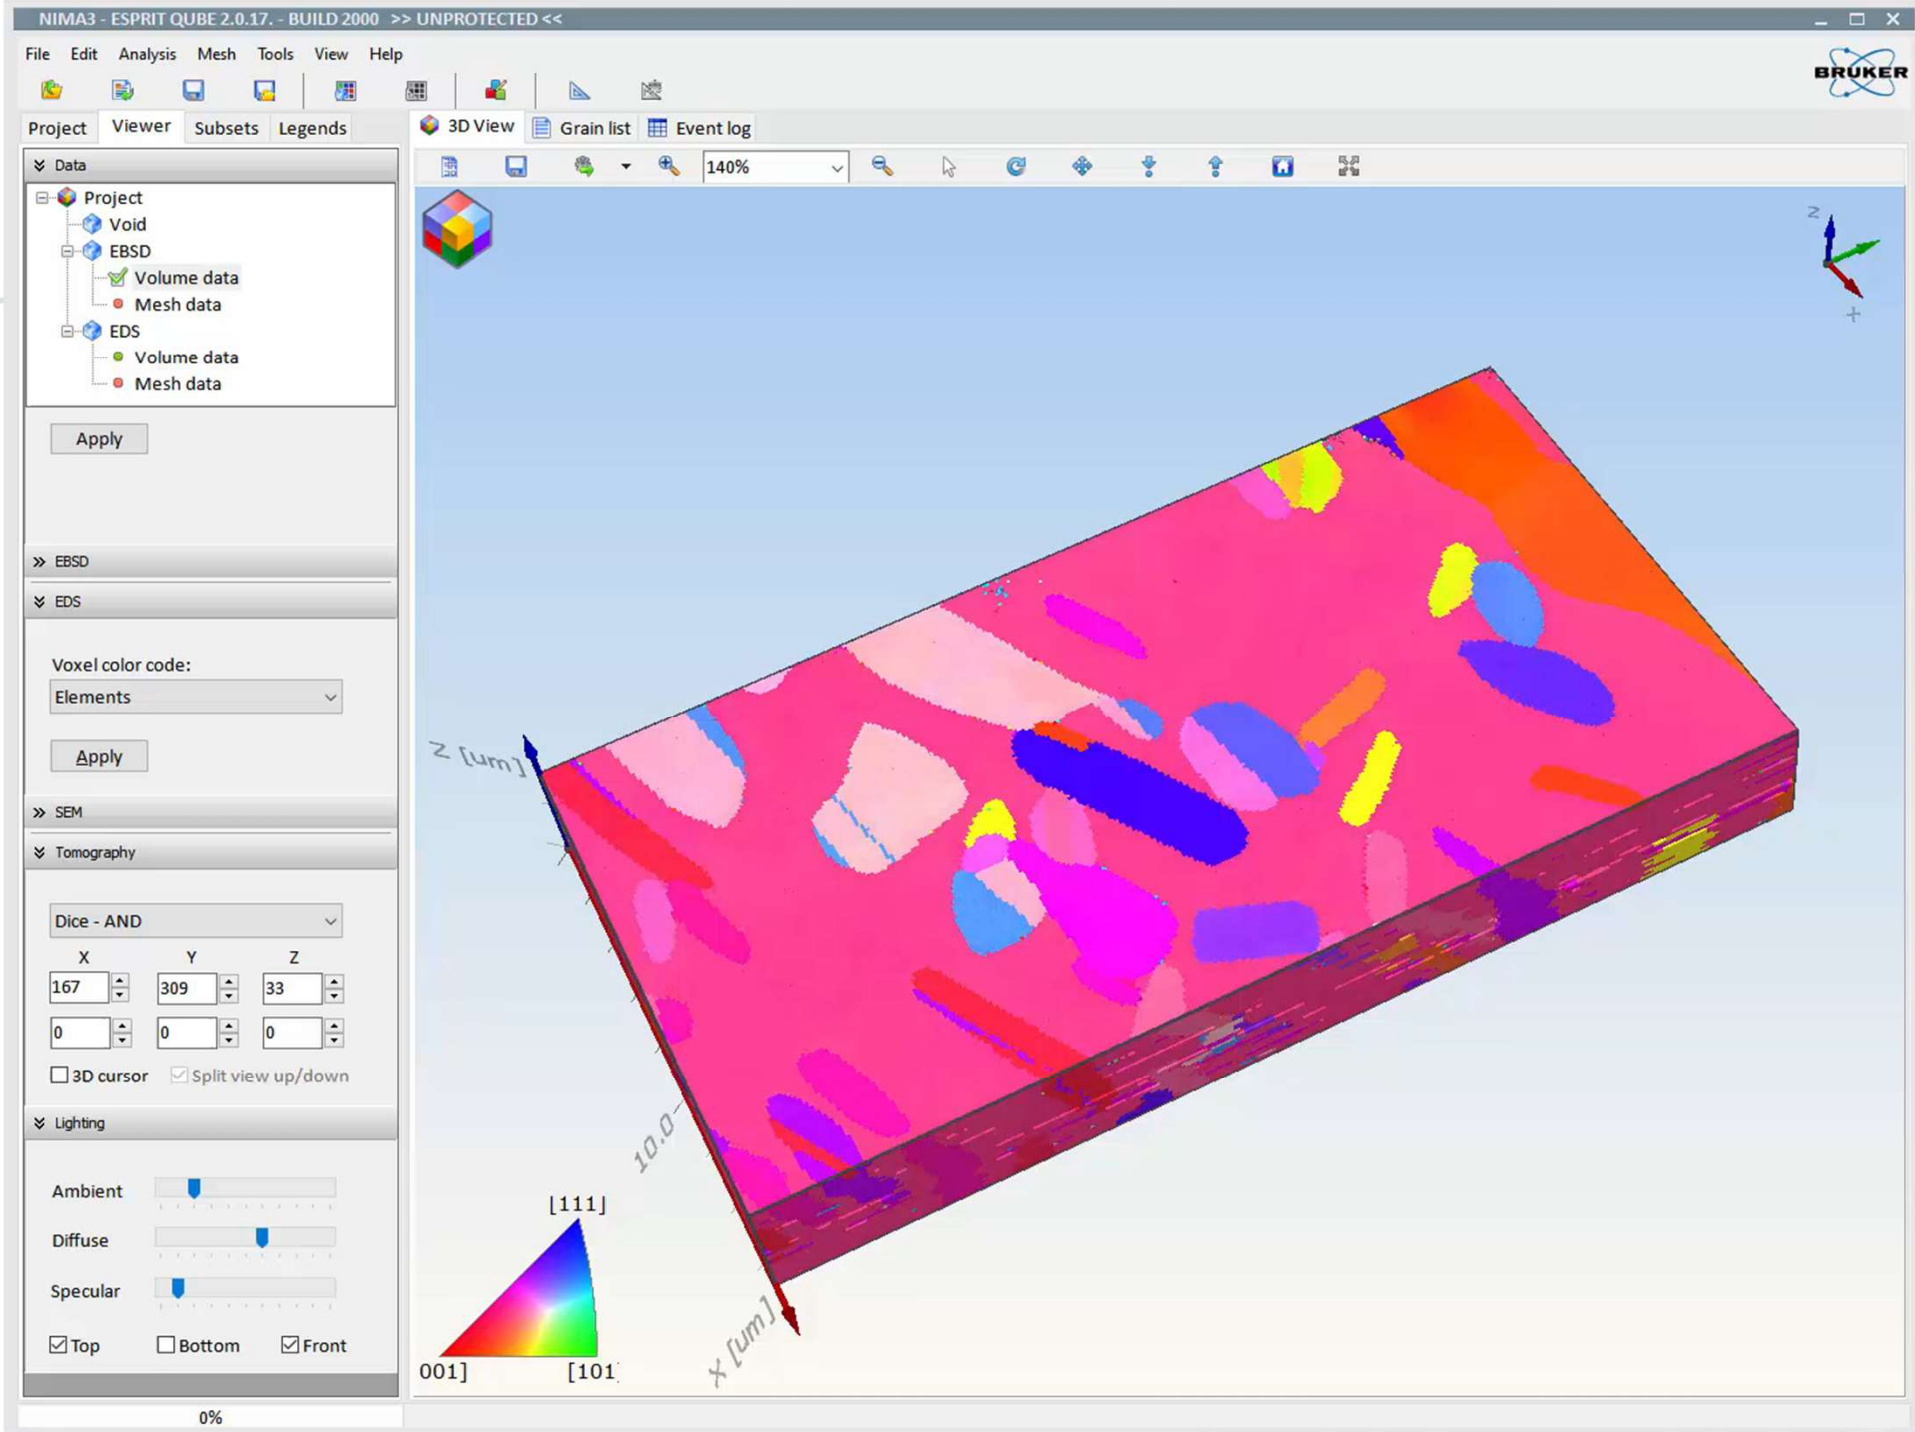 NIMA3 - ESPRIT QUBE 2.0.17. - BUILD 2000 >> UNPROTECTED <<
File Edit Analysis Mesh Tools View Help
BRUKER
Project Viewer Subsets Legends
3D View Grain list Event log
Data
140%
Project
Void
EBSD
Volume data
Mesh data
EDS
Volume data
Mesh data
Apply
EBSD
EDS
Voxel color code:
Elements
Apply
SEM
Tomography
Dice - AND
X Y Z
167 309 33
0 0 0
3D cursor Split view up/down
Lighting
Ambient
Diffuse
Specular
Top Bottom Front
0%
Z
Z [um]
10.0
X [um]
[111]
001] [101